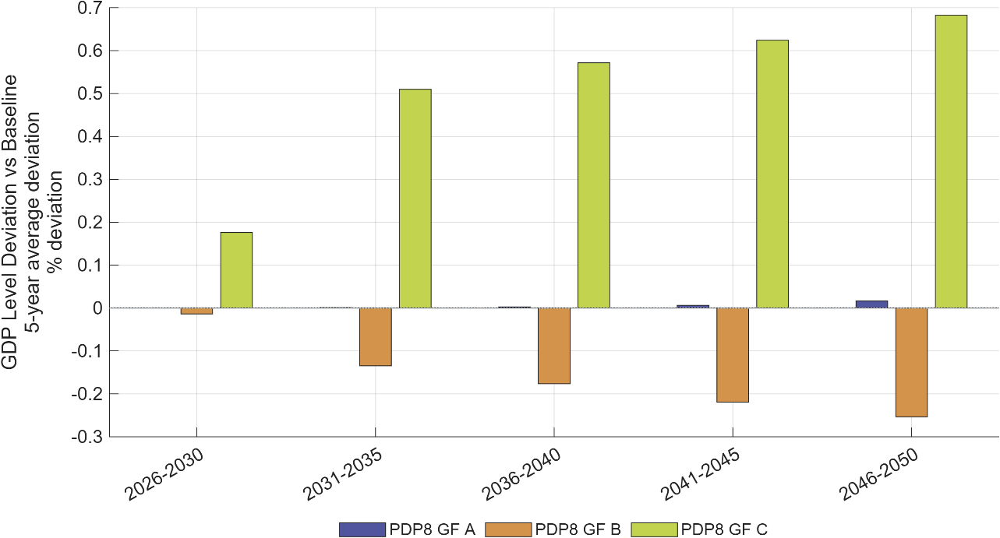 GDP Level Deviation vs Baseline
5-year average deviation
% deviation
0.7
0.6
0.5
0.4
0.3
0.2
0.1
0
-0.1
-0.2
-0.3
2026-2030
2031-2035
2036-2040
2041-2045
2046-2050
PDP8 GF A
PDP8 GF B
PDP8 GF C